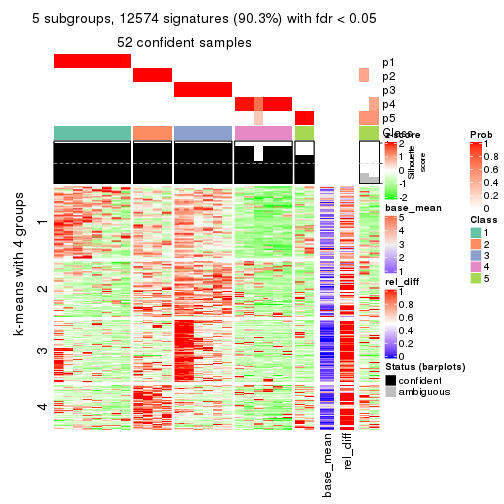 5 subgroups, 12574 signatures (90.3%) with fdr < 0.05
52 confident samples
p1
p2
p3
p4
p5
Class
z-score
2
1
0
-1
-2
Silhouette
score
Prob
1
0.8
0.6
0.4
0.2
0
base_mean
5
4
3
2
1
Class
1
2
3
4
5
rel_diff
1
0.8
0.6
0.4
0.2
0
Status (barplots)
confident
ambiguous
k-means with 4 groups
1
2
3
4
base_mean
rel_diff